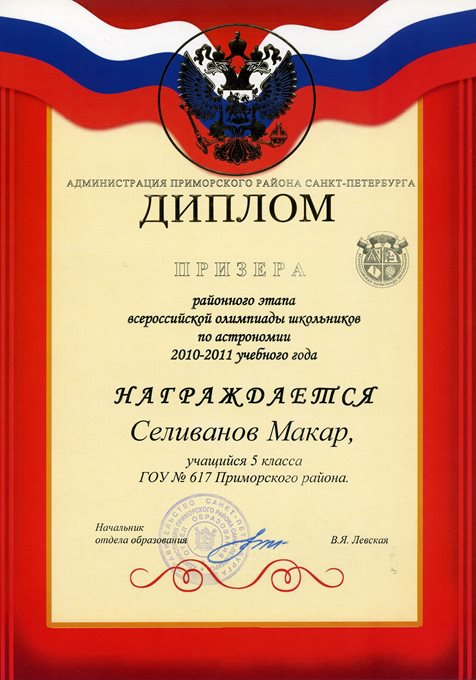 АДМИНИСТРАЦИЯ ПРИМОРСКОГО РАЙОНА САНКТ-ПЕТЕРБУРГА
ДИПЛОМ
ПРИЗЕРА
районного этапа
всероссийской олимпиады школьников
по астрономии
2010-2011 учебного года
НАГРАЖДАЕТСЯ
Селиванов Макар,
учащийся 5 класса
ГОУ № 617 Приморского района.
Начальник
отдела образования
В.Я. Левская